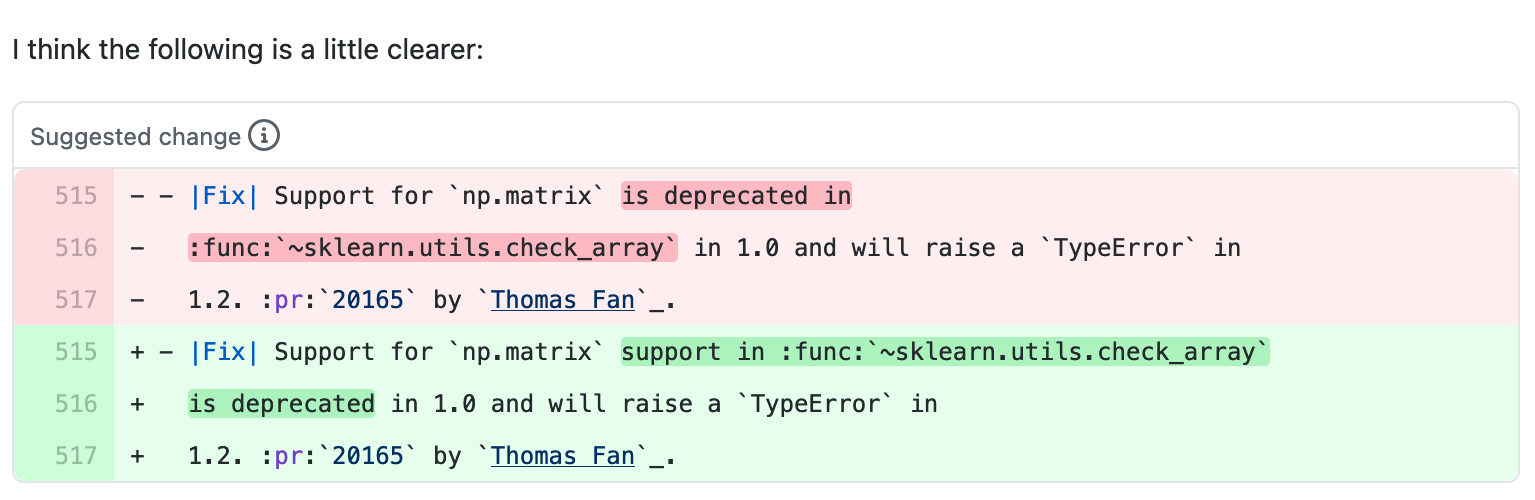 I think the following is a little clearer:
Suggested change
515 - - |Fix| Support for `np.matrix` is deprecated in
516 - :func:`~sklearn.utils.check_array` in 1.0 and will raise a `TypeError` in
517 - 1.2. :pr:`20165` by `Thomas Fan`_.
515 + - |Fix| Support for `np.matrix` support in :func:`~sklearn.utils.check_array`
516 + is deprecated in 1.0 and will raise a `TypeError` in
517 + 1.2. :pr:`20165` by `Thomas Fan`_.